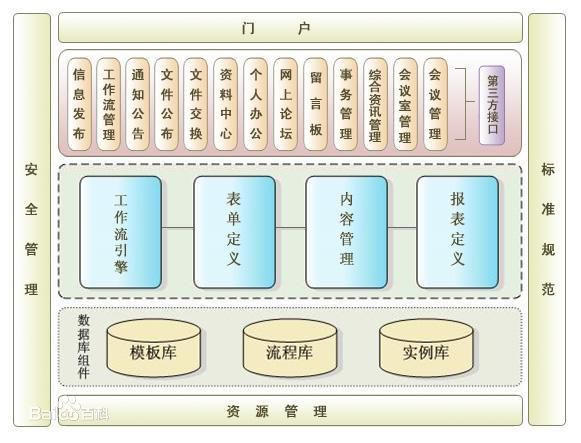 门 户
信息发布
工作流管理
通知公告
文件公布
文件交换
资料中心
个人办公
网上论坛
留言板
事务管理
综合资讯管理
会议室管理
会议管理
第三方接口
安全管理
标准规范
工作流引擎
表单定义
内容管理
报表定义
数据库组件
模板库
流程库
实例库
资源管理
Baidu百科